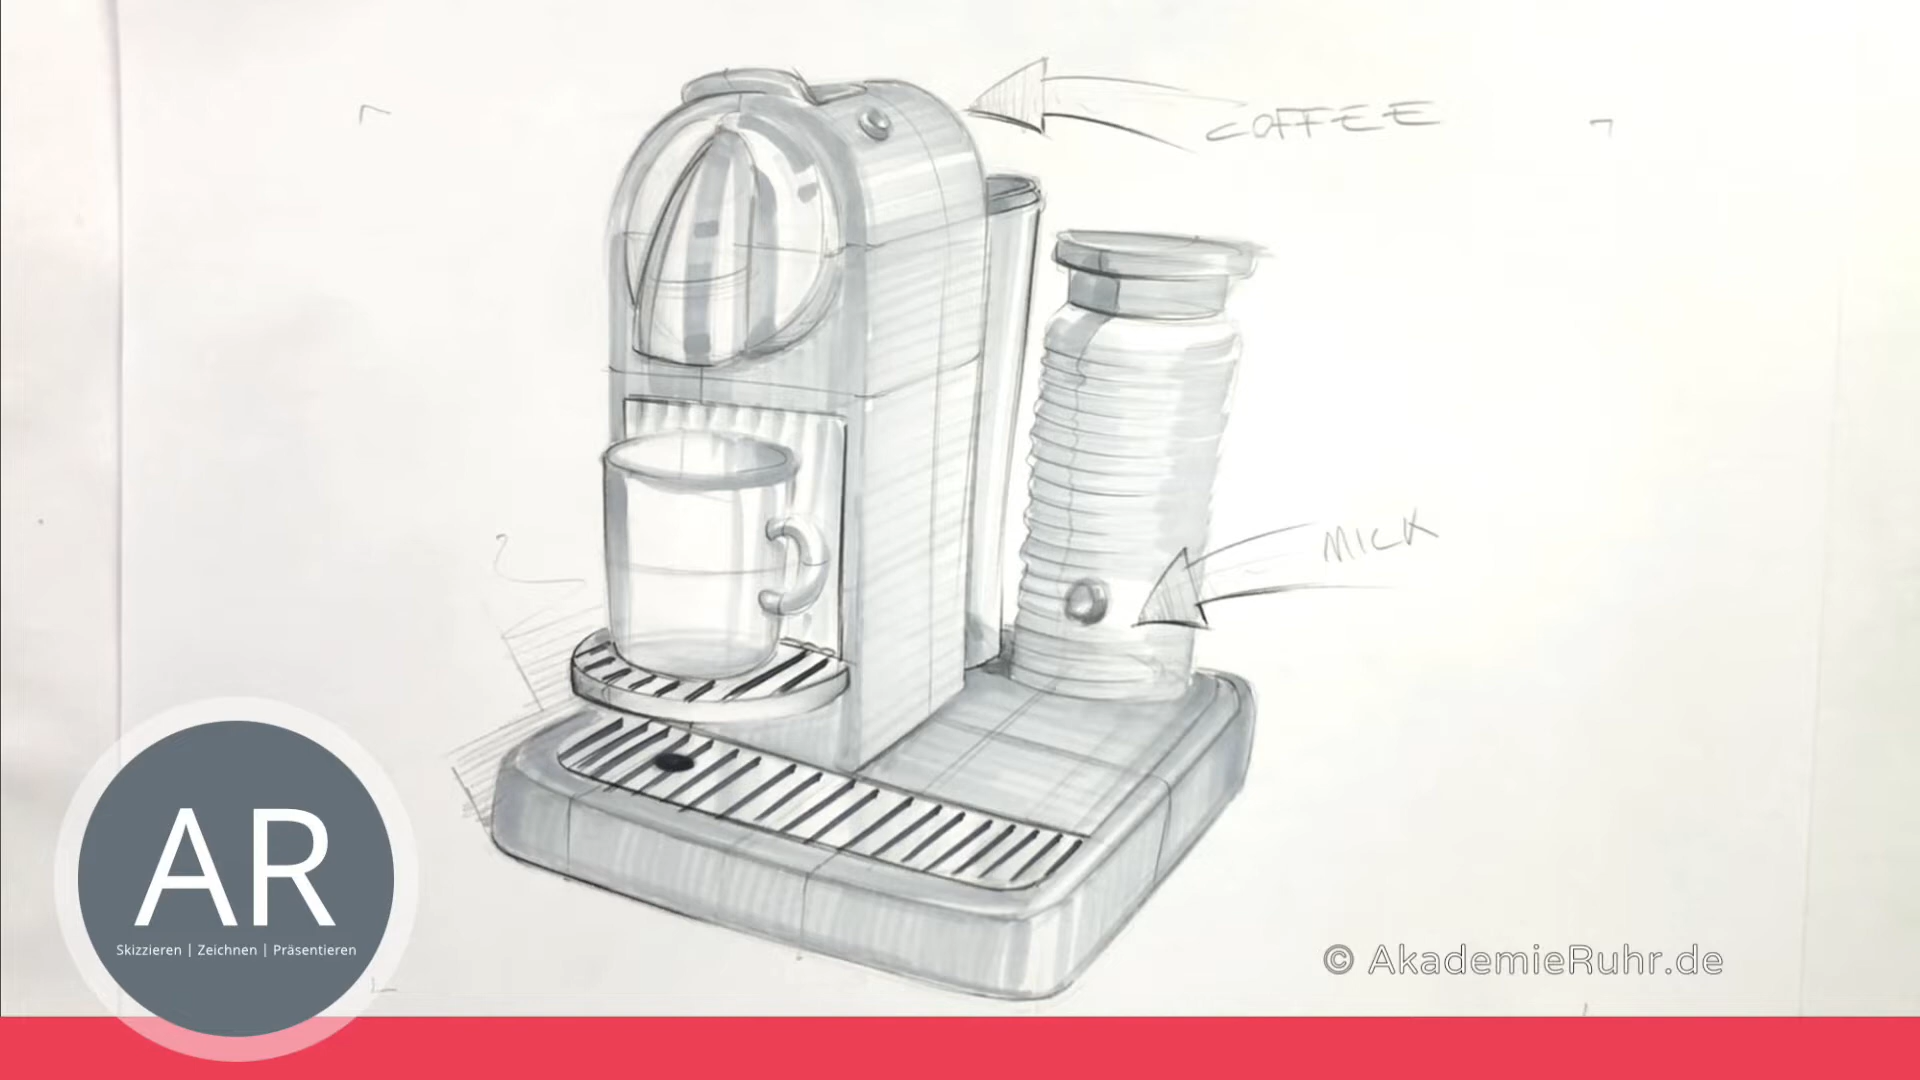 COFFEE
MILK
AR
Skizzieren | Zeichnen | Präsentieren
© AkademieRuhr.de